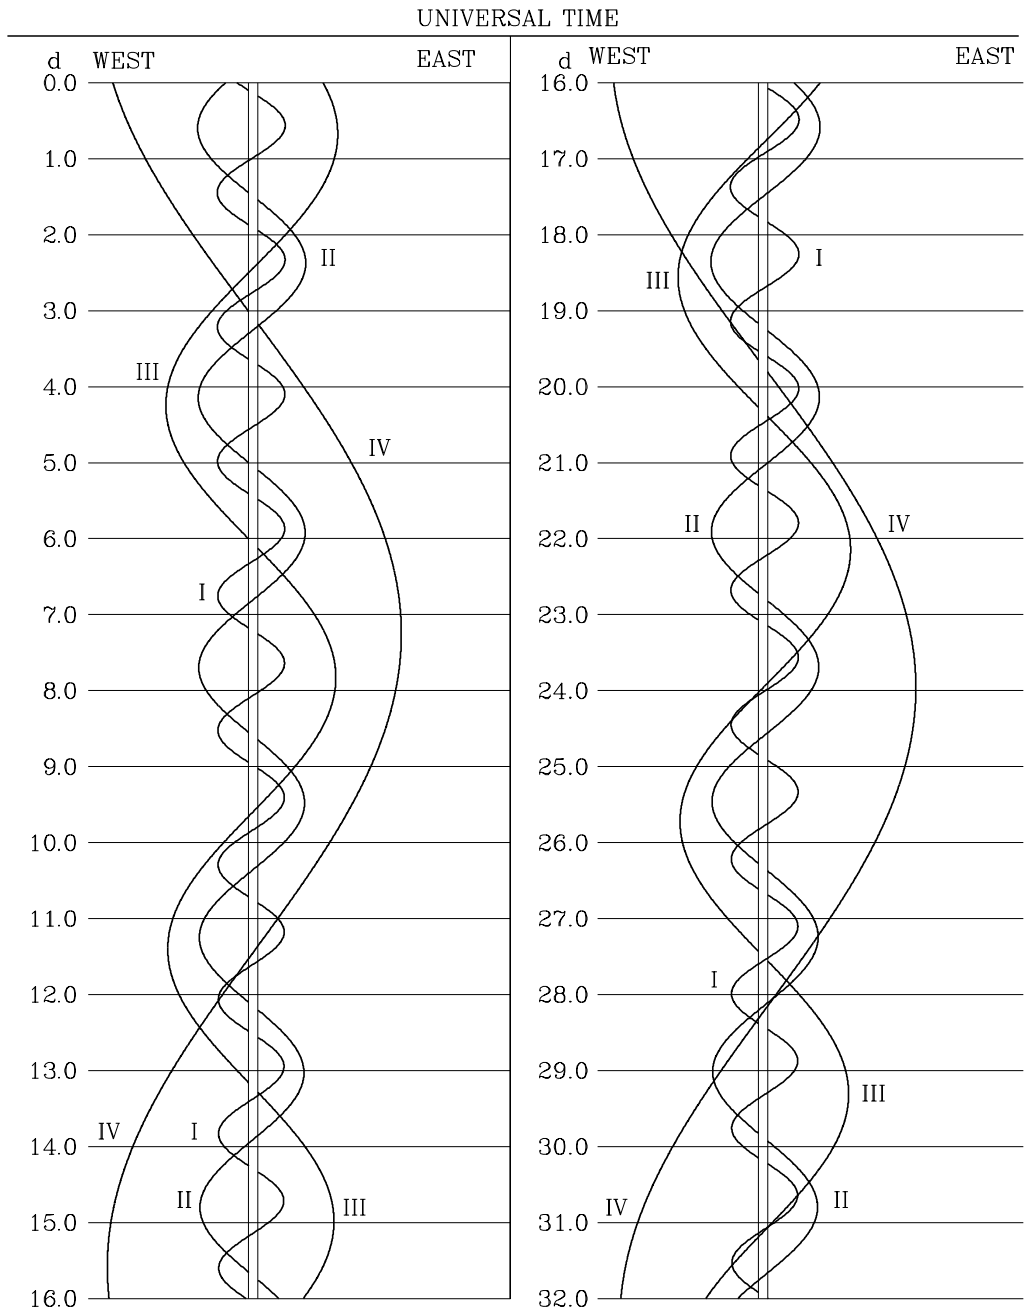 UNIVERSAL TIME
d WEST EAST
0.0
1.0
2.0
II
3.0
III
4.0
IV
5.0
6.0
I
7.0
8.0
9.0
10.0
11.0
12.0
13.0
IV I
14.0
II III
15.0
16.0
d WEST EAST
16.0
17.0
18.0
I
III
19.0
20.0
21.0
II IV
22.0
23.0
24.0
25.0
26.0
27.0
I
28.0
29.0
III
30.0
IV II
31.0
32.0